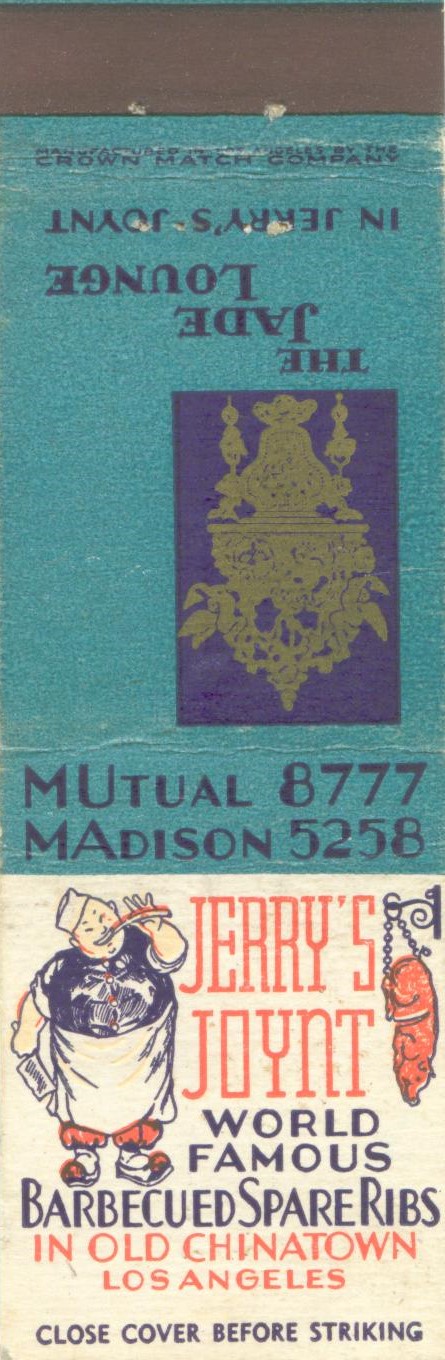 MANUFACTURED IN LOS ANGELES BY THE
CROWN MATCH COMPANY
THE
JADE
LOUNGE
IN JERRY'S-JOYNT
MUTUAL 8777
MADISON 5258
JERRY'S
JOYNT
WORLD
FAMOUS
BARBECUED SPARE RIBS
IN OLD CHINATOWN
LOS ANGELES
CLOSE COVER BEFORE STRIKING